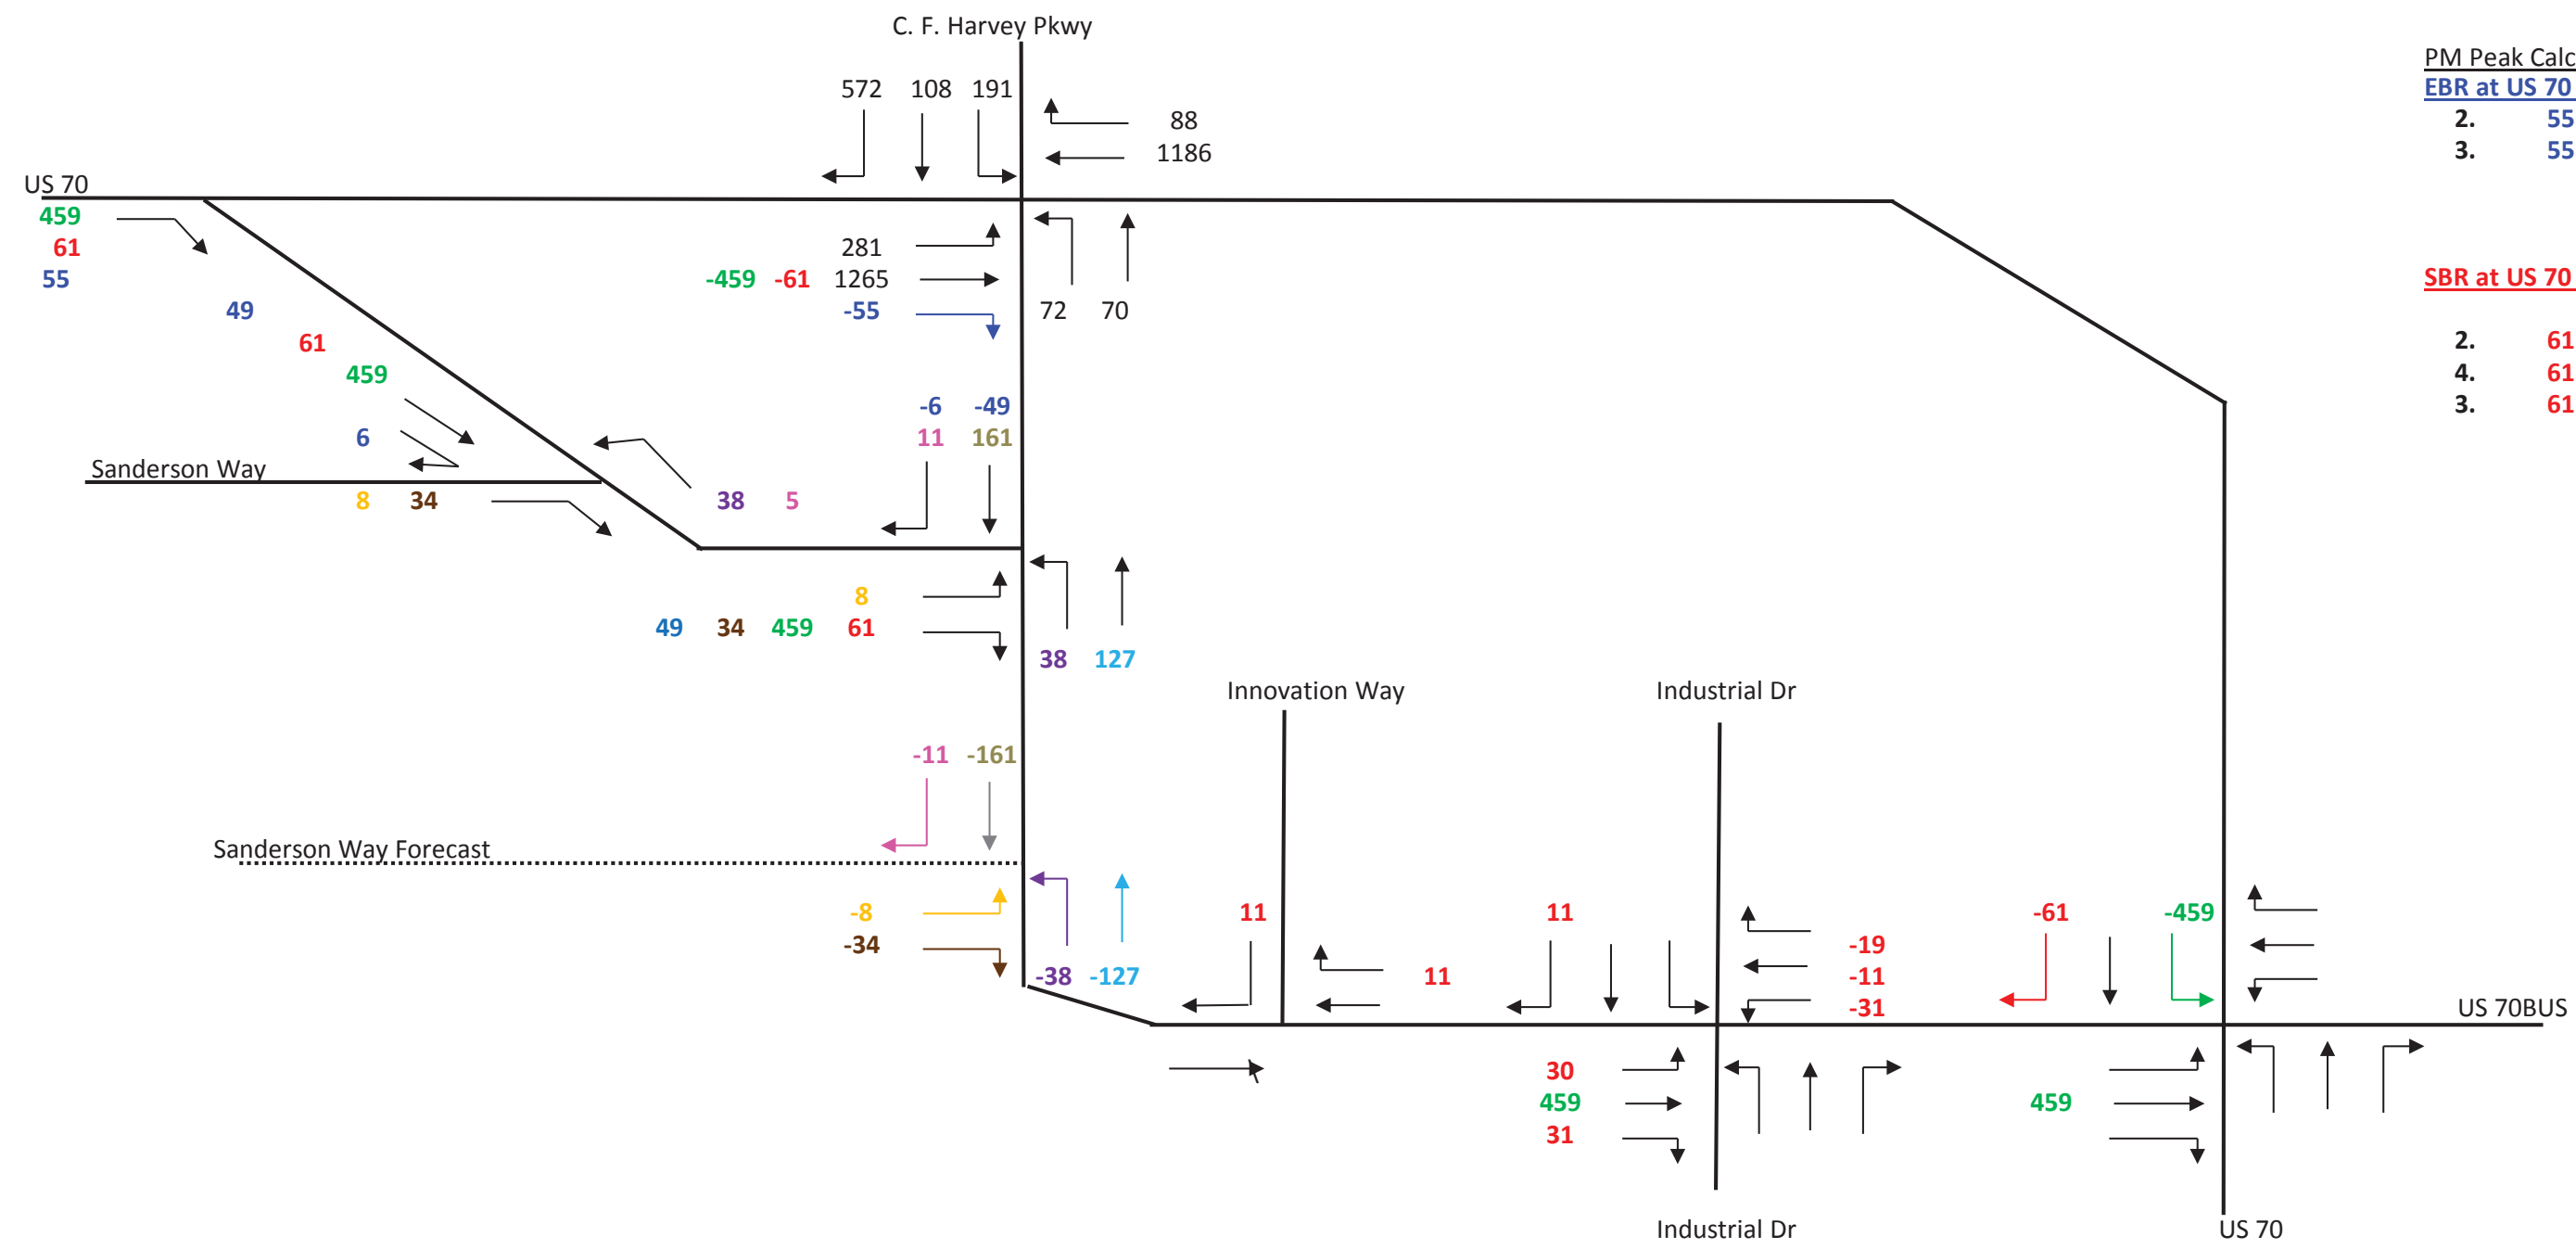 C. F. Harvey Pkwy
PM Peak Calc
572 108 191
EBR at US 70
88
2. 55
1186
3. 55
US 70
459
61
281
-459 -61 1265
SBR at US 70
55
49
-55
72 70
61
2. 61
459
4. 61
-6 -49
3. 61
6
11 161
Sanderson Way
8 34
38 5
8
49 34 459 61
38 127
Innovation Way
Industrial Dr
-11 -161
Sanderson Way Forecast
-8
11
11
-61
-459
-34
-19
-38 -127
11
-11
-31
US 70BUS
30
459
459
31
Industrial Dr
US 70